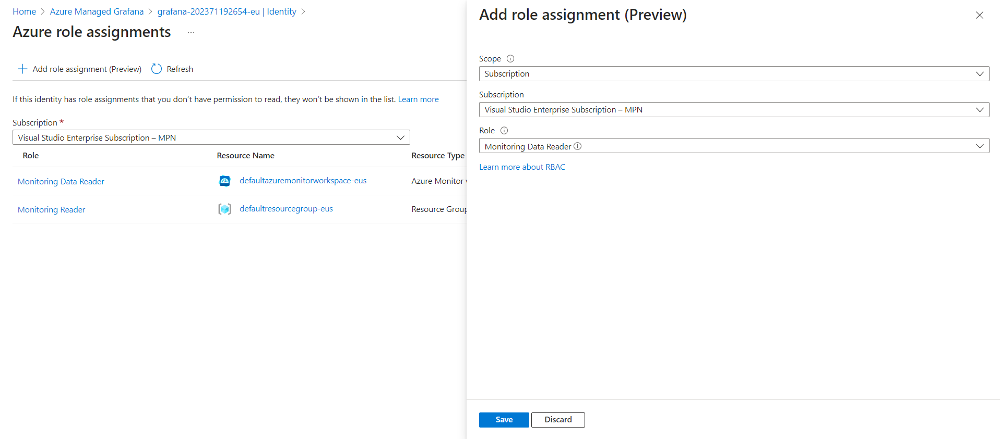 Home > Azure Managed Grafana > grafana-202371192654-eu | Identity >
Azure role assignments ...
Add role assignment (Preview) Refresh
If this identity has role assignments that you don't have permission to read, they won't be shown in the list. Learn more
Subscription *
Visual Studio Enterprise Subscription – MPN
Role Resource Name Resource Type
Monitoring Data Reader defaultazuremonitorworkspace-eus Azure Monitor
Monitoring Reader defaultresourcegroup-eus Resource Group
Add role assignment (Preview)
Scope
Subscription
Subscription
Visual Studio Enterprise Subscription – MPN
Role
Monitoring Data Reader
Learn more about RBAC
Save Discard